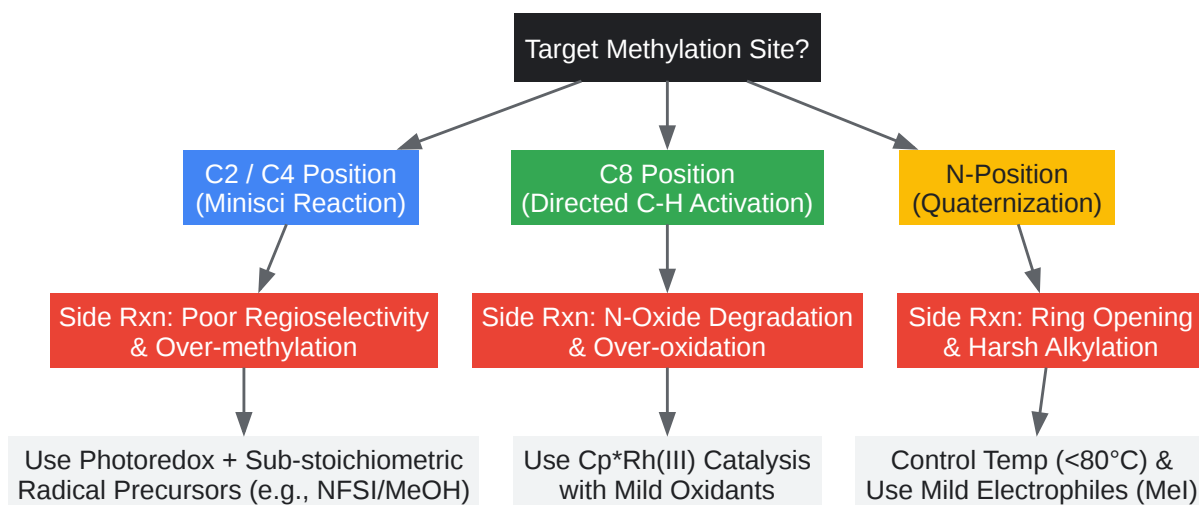 Target Methylation Site?
C2 / C4 Position
(Minisci Reaction)
C8 Position
(Directed C-H Activation)
N-Position
(Quaternization)
Side Rxn: Poor Regioselectivity
& Over-methylation
Side Rxn: N-Oxide Degradation
& Over-oxidation
Side Rxn: Ring Opening
& Harsh Alkylation
Use Photoredox + Sub-stoichiometric
Radical Precursors (e.g., NFSI/MeOH)
Use Cp*Rh(III) Catalysis
with Mild Oxidants
Control Temp (<80°C) &
Use Mild Electrophiles (MeI)